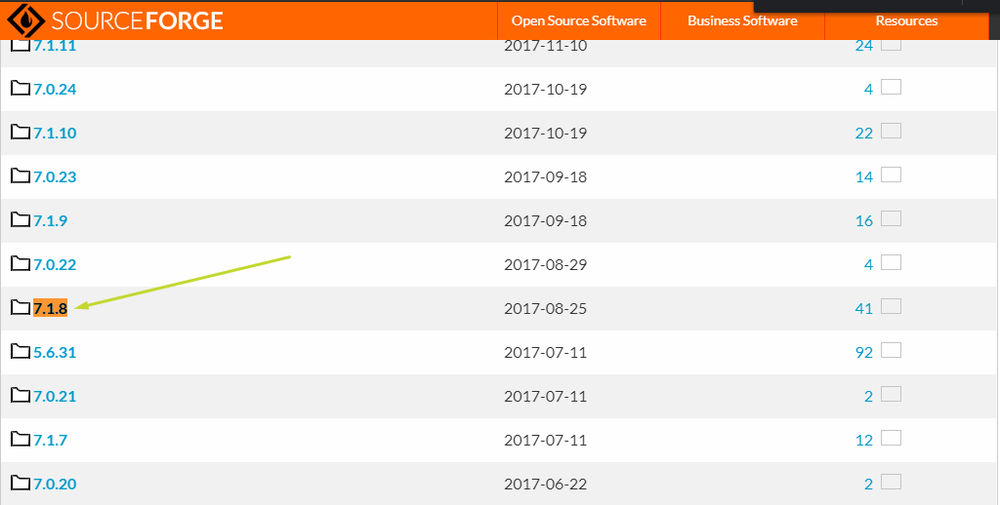 SOURCEFORGE Open Source Software Business Software Resources
7.1.11 2017-11-10 24
7.0.24 2017-10-19 4
7.1.10 2017-10-19 22
7.0.23 2017-09-18 14
7.1.9 2017-09-18 16
7.0.22 2017-08-29 4
7.1.8 2017-08-25 41
5.6.31 2017-07-11 92
7.0.21 2017-07-11 2
7.1.7 2017-07-11 12
7.0.20 2017-06-22 2